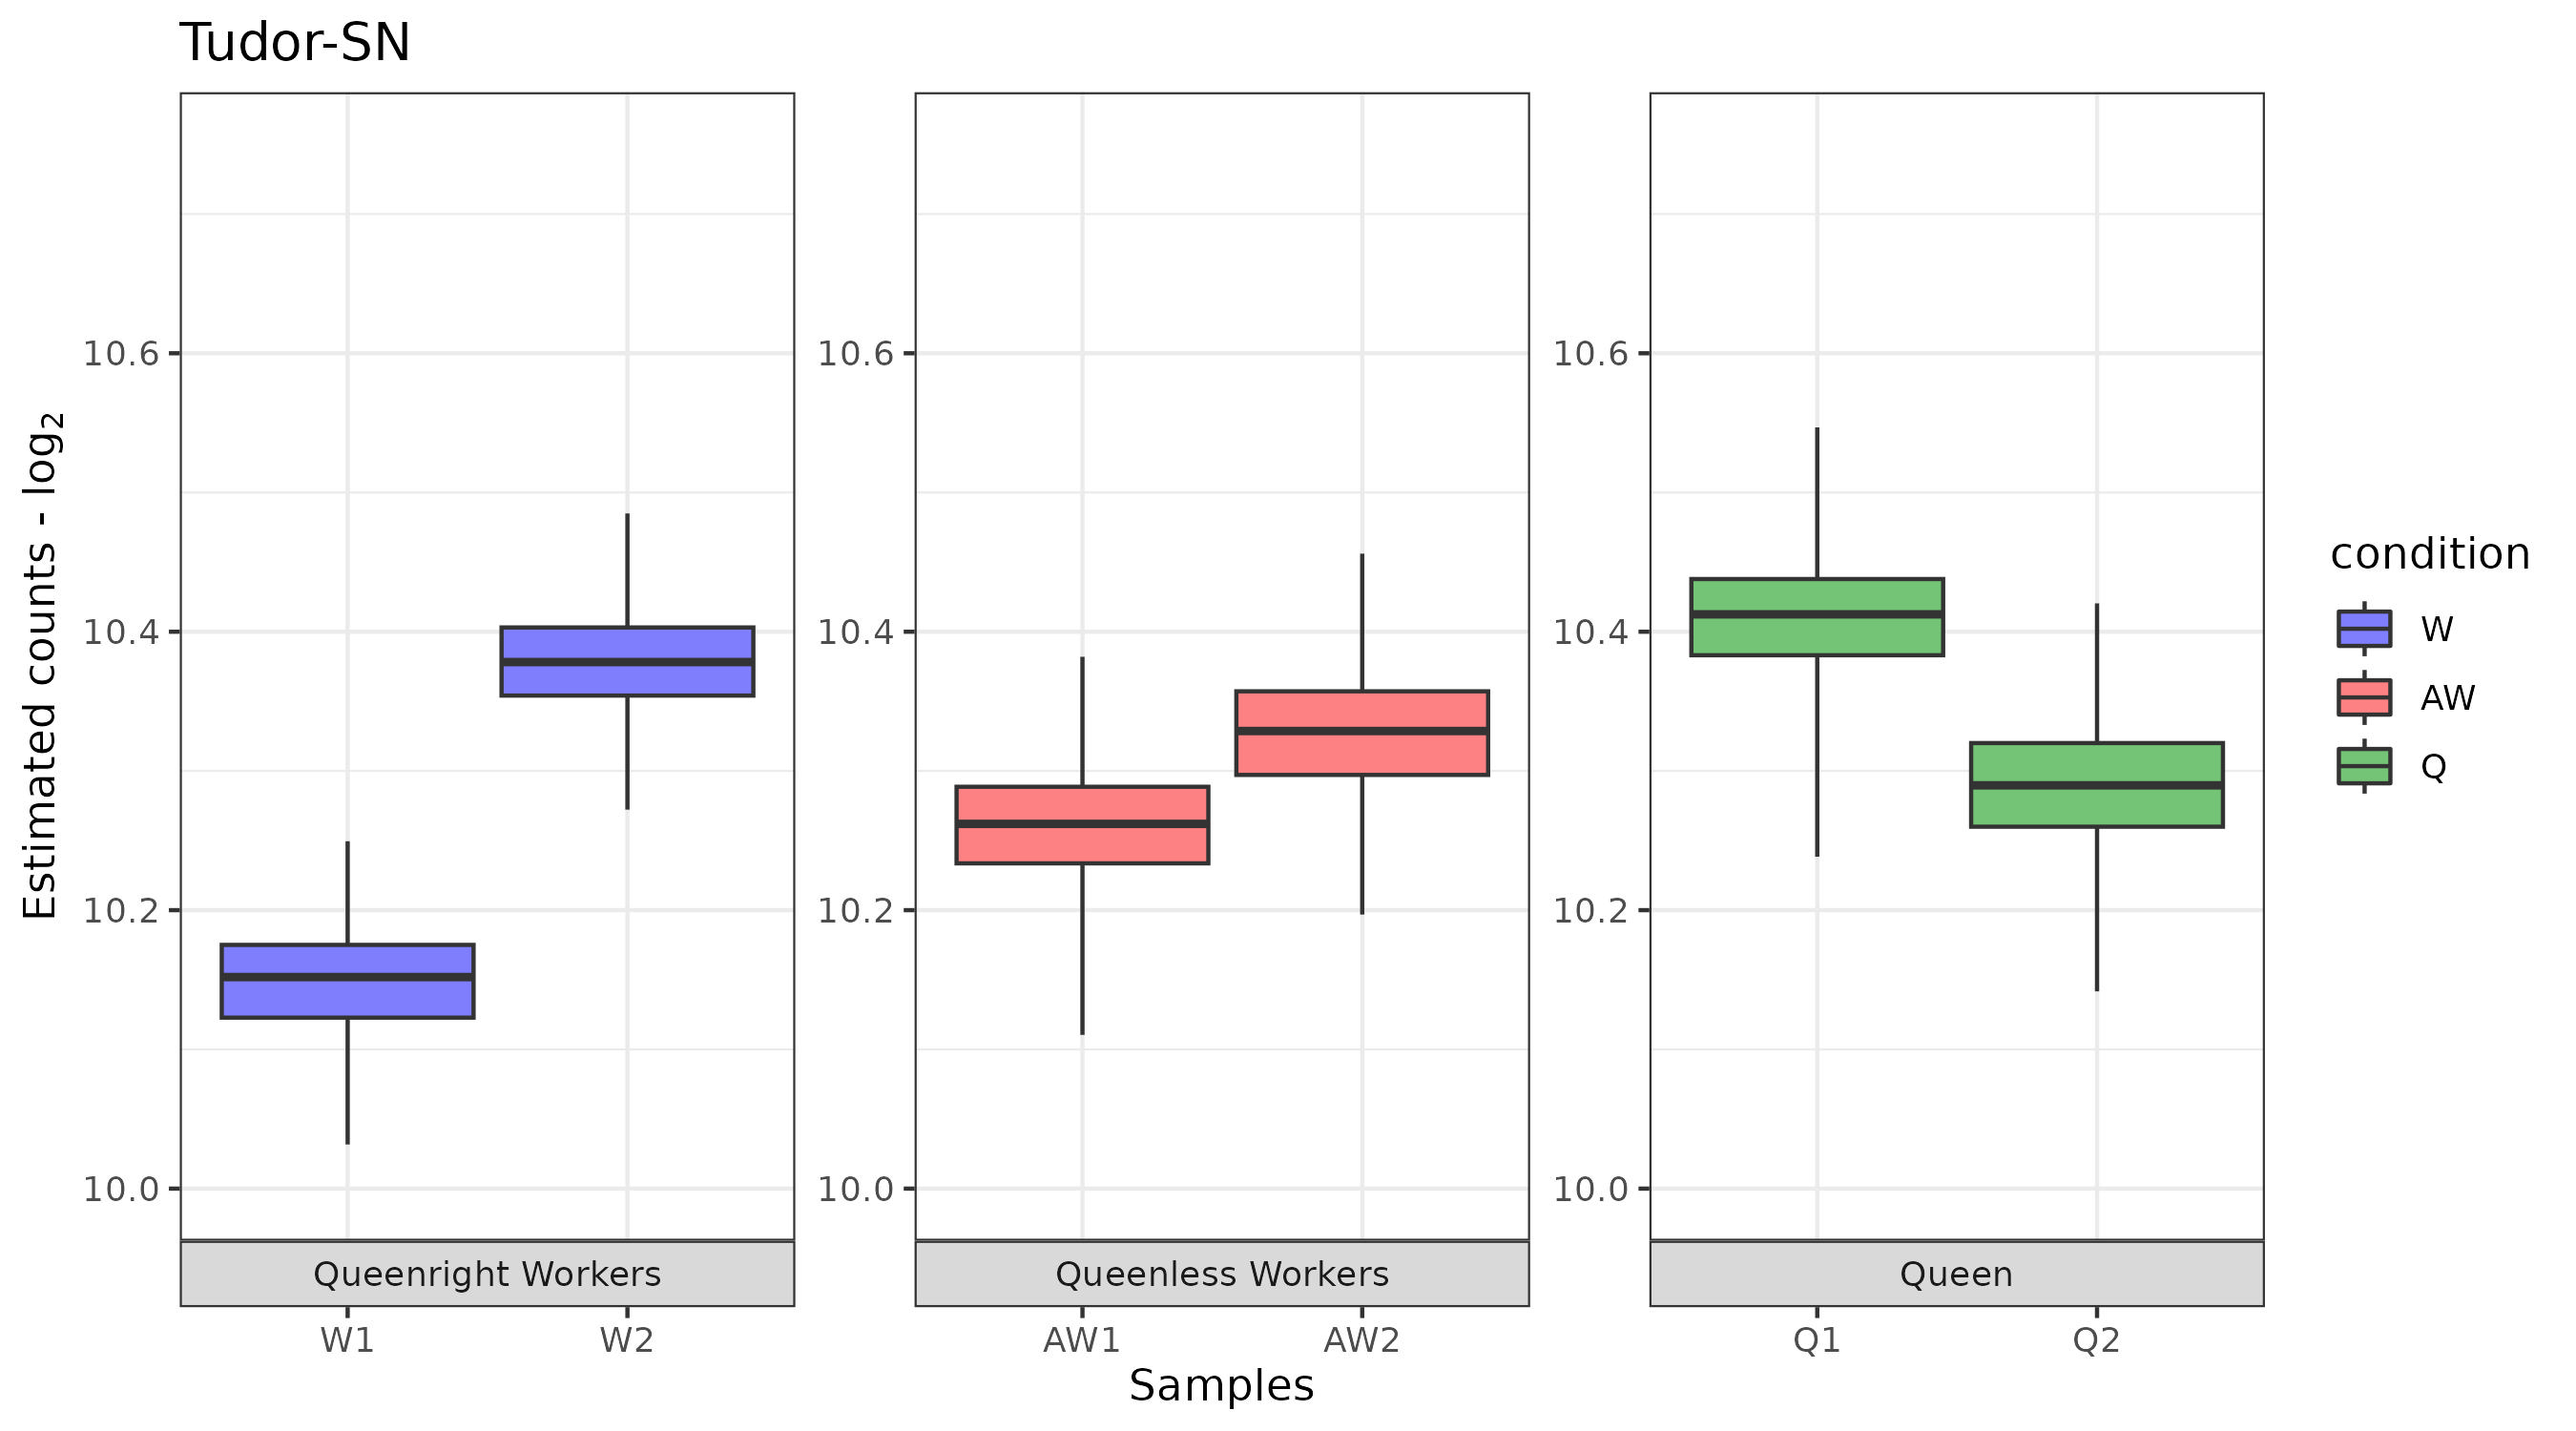 Tudor-SN
Estimated counts - log₂
10.6
10.4
10.2
10.0
10.6
10.4
10.2
10.0
10.6
10.4
10.2
10.0
Queenright Workers
Queenless Workers
Queen
W1
W2
AW1
AW2
Q1
Q2
Samples
condition
W
AW
Q